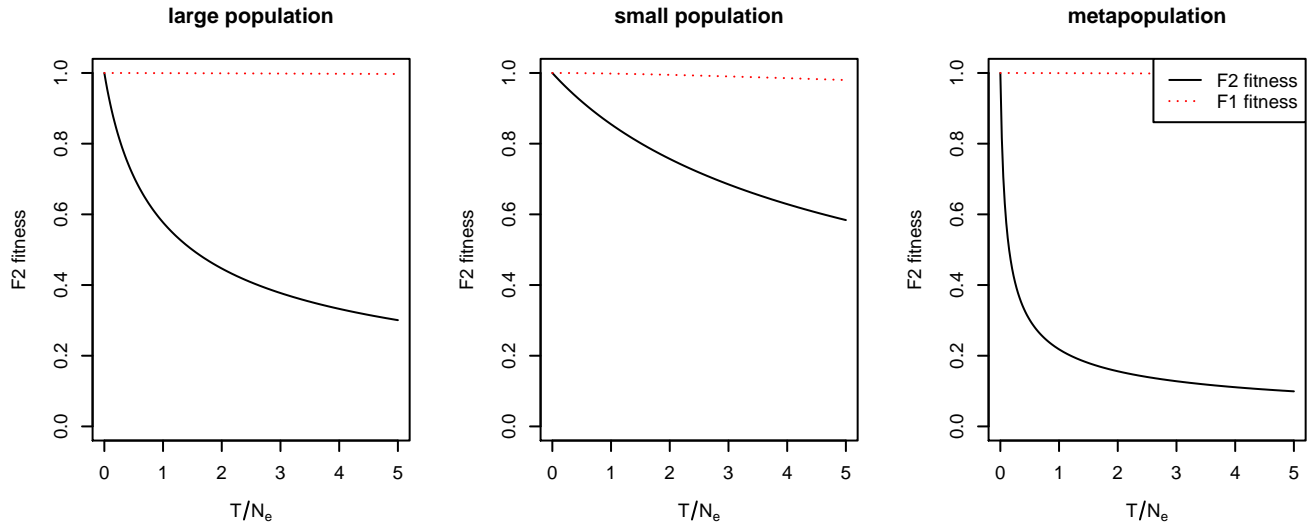 large population
F2 fitness
1.0
0.8
0.6
0.4
0.2
0.0
0 1 2 3 4 5
T/Ne
small population
F2 fitness
1.0
0.8
0.6
0.4
0.2
0.0
0 1 2 3 4 5
T/Ne
metapopulation
F2 fitness
1.0
0.8
0.6
0.4
0.2
0.0
0 1 2 3 4 5
T/Ne
F2 fitness
F1 fitness